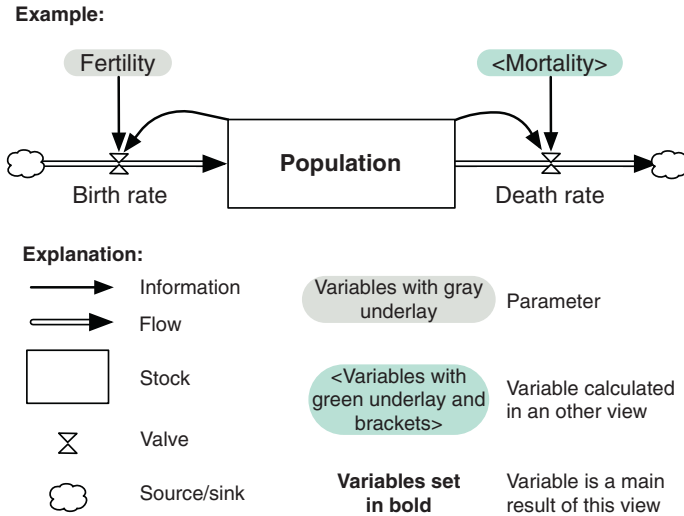 Example:
Fertility
<Mortality>
Population
Birth rate
Death rate
Explanation:
Information
Flow
Stock
Valve
Source/sink
Variables with gray
underlay
Parameter
<Variables with
green underlay and
brackets>
Variable calculated
in an other view
Variables set
in bold
Variable is a main
result of this view